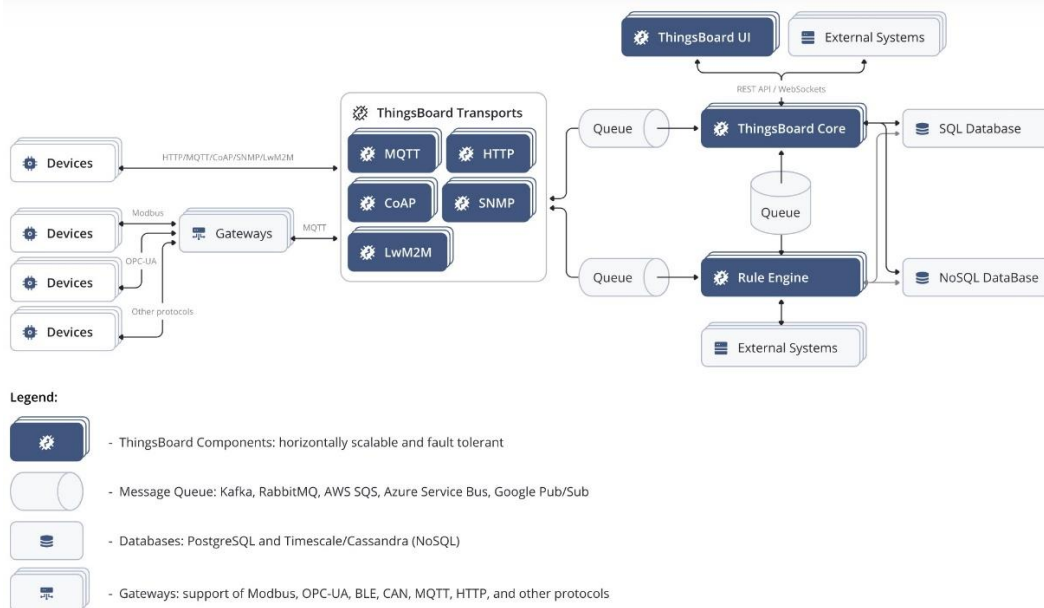 ThingsBoard UI
External Systems
REST API / WebSockets
ThingsBoard Transports
Queue
ThingsBoard Core
SQL Database
Devices
HTTP/MQTT/CoAP/SNMP/LwM2M
MQTT
HTTP
CoAP
SNMP
LwM2M
Queue
Devices
Modbus
Gateways
MQTT
OPC-UA
Devices
Other protocols
Devices
Queue
Rule Engine
NoSQL DataBase
External Systems
Legend:
- ThingsBoard Components: horizontally scalable and fault tolerant
- Message Queue: Kafka, RabbitMQ, AWS SQS, Azure Service Bus, Google Pub/Sub
- Databases: PostgreSQL and Timescale/Cassandra (NoSQL)
- Gateways: support of Modbus, OPC-UA, BLE, CAN, MQTT, HTTP, and other protocols